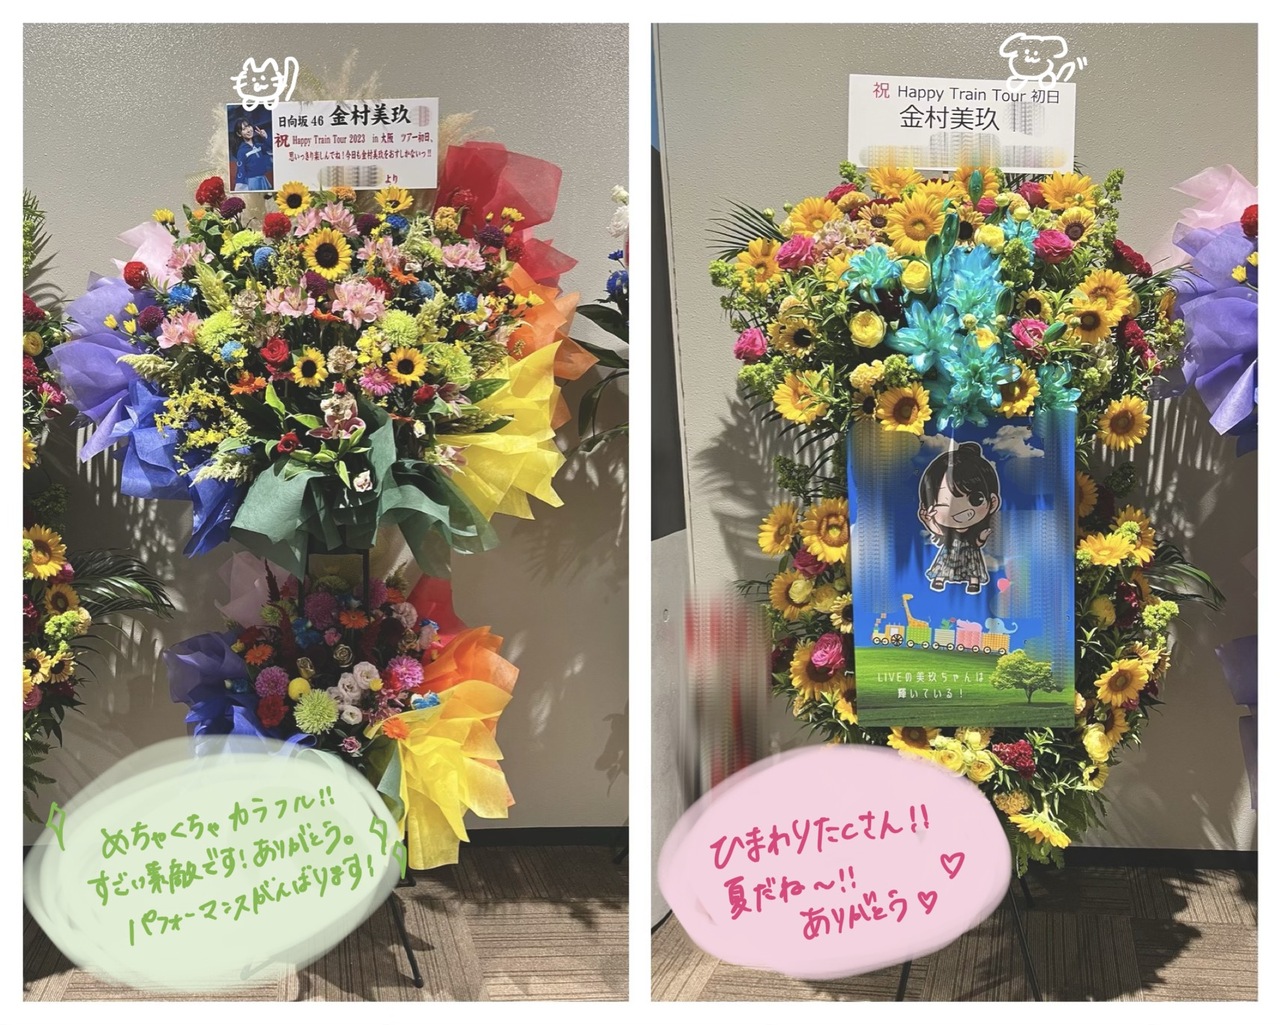 日向坂46 金村美玖
祝 Happy Train Tour 2023 in 大阪 ツアー初日、
思いっきり楽しんでね!今日も金村美玖をおすしかないっ!!
より
めちゃくちゃ カラフル!!
すごい素敵です!ありがとう。
パフォーマンスがんばります!
祝 Happy Train Tour 初日
金村美玖
LIVEの美玖ちゃんは
輝いている!
ひまわりたくさん!!
夏だね〜!!
ありがとう♡